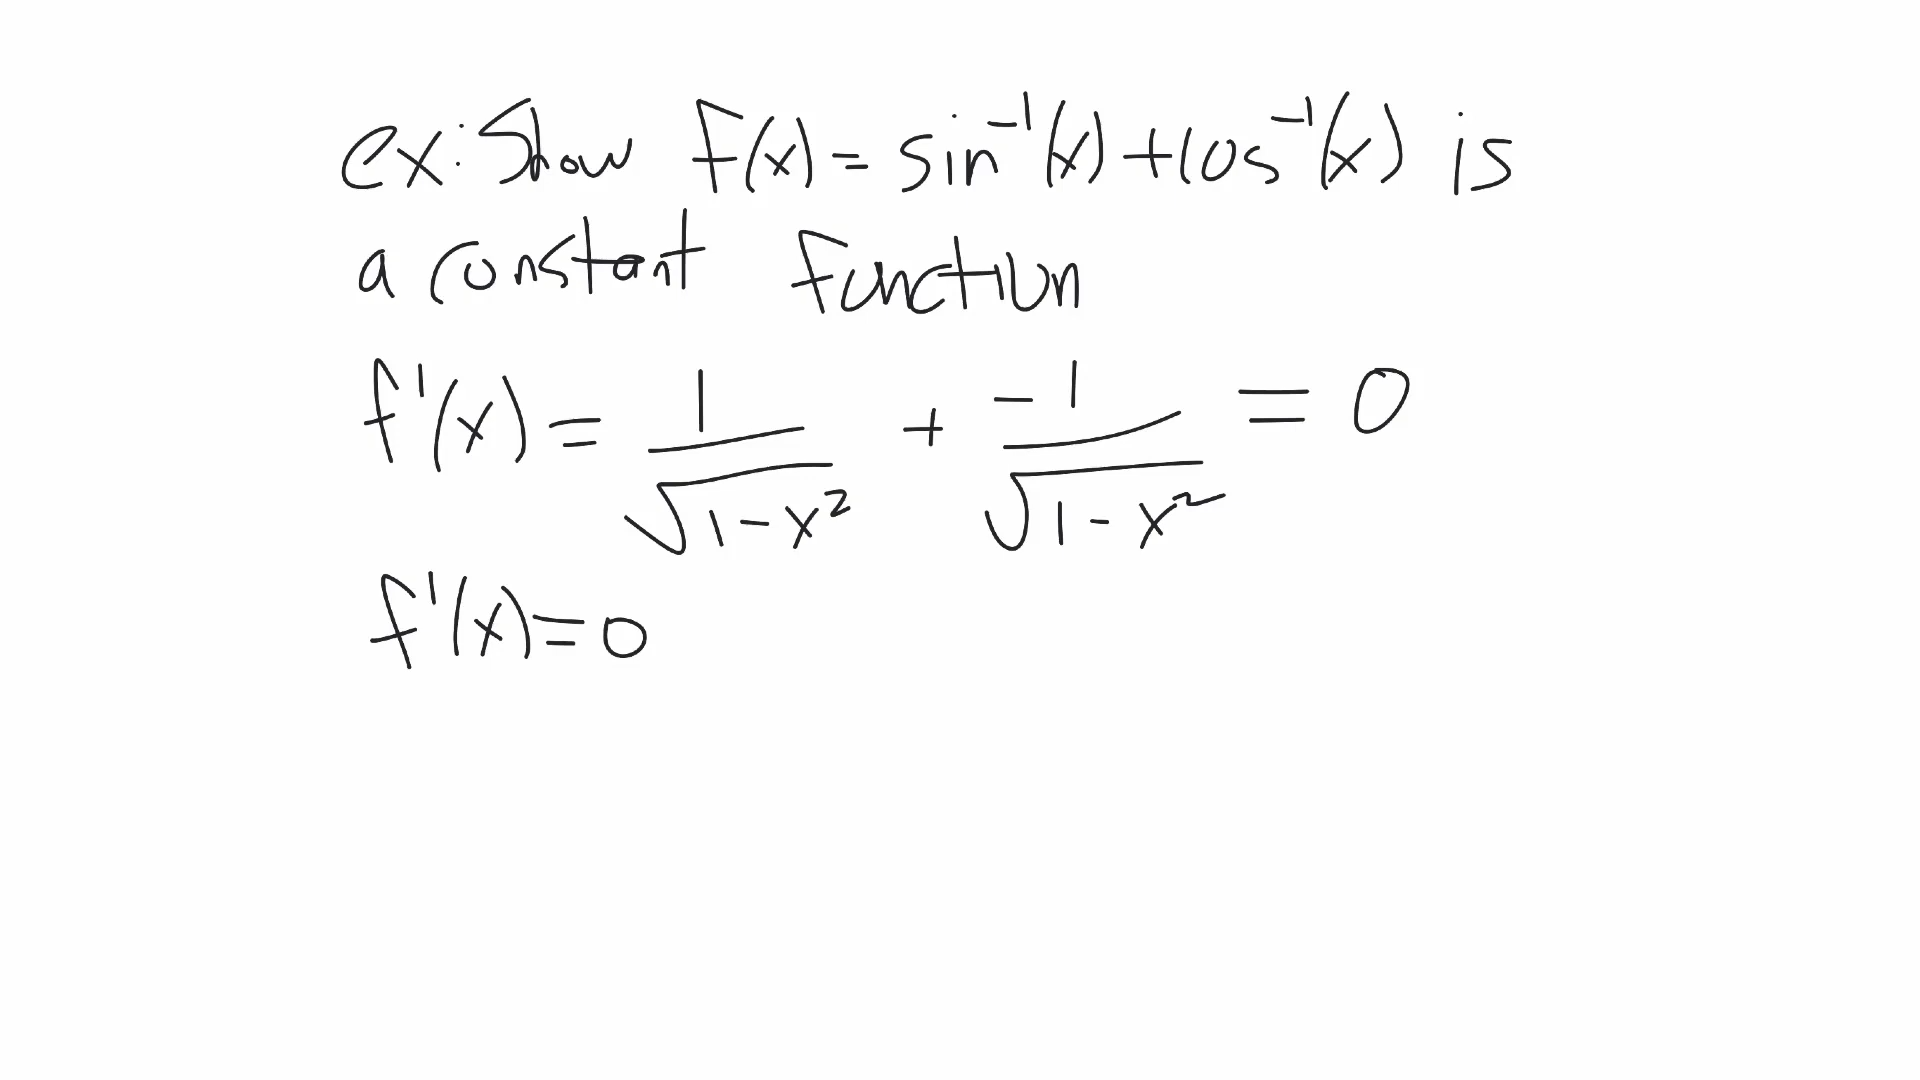 ex: Show f(x) = sin⁻¹(x) + cos⁻¹(x) is
a constant function
f'(x) = 1/√(1-x²) + -1/√(1-x²) = 0
f'(x) = 0